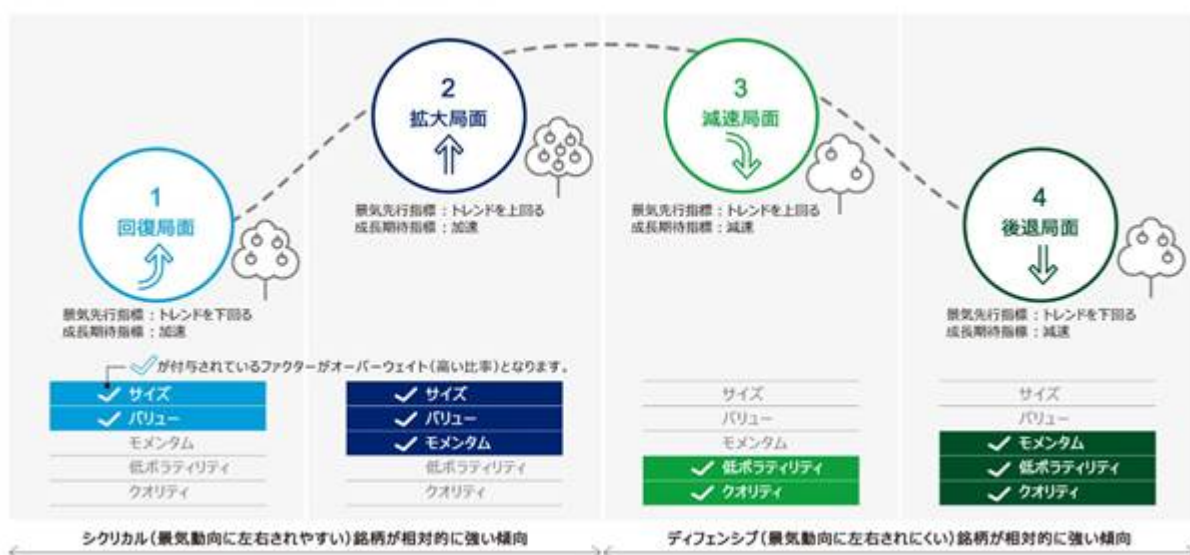 1
回復局面
景気先行指標：トレンドを下回る
成長期待指標：加速
2
拡大局面
景気先行指標：トレンドを上回る
成長期待指標：加速
3
減速局面
景気先行指標：トレンドを上回る
成長期待指標：減速
4
後退局面
景気先行指標：トレンドを下回る
成長期待指標：減速
が付与されているファクターがオーバーウェイト（高い比率）となります。
サイズ
バリュー
モメンタム
低ボラティリティ
クオリティ
サイズ
バリュー
モメンタム
低ボラティリティ
クオリティ
サイズ
バリュー
モメンタム
低ボラティリティ
クオリティ
サイズ
バリュー
モメンタム
低ボラティリティ
クオリティ
シクリカル（景気動向に左右されやすい）銘柄が相対的に強い傾向
ディフェンシブ（景気動向に左右されにくい）銘柄が相対的に強い傾向